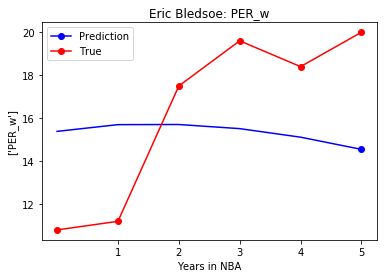 Eric Bledsoe: PER_w
Prediction
True
['PER_w']
20
18
16
14
12
1 2 3 4 5
Years in NBA